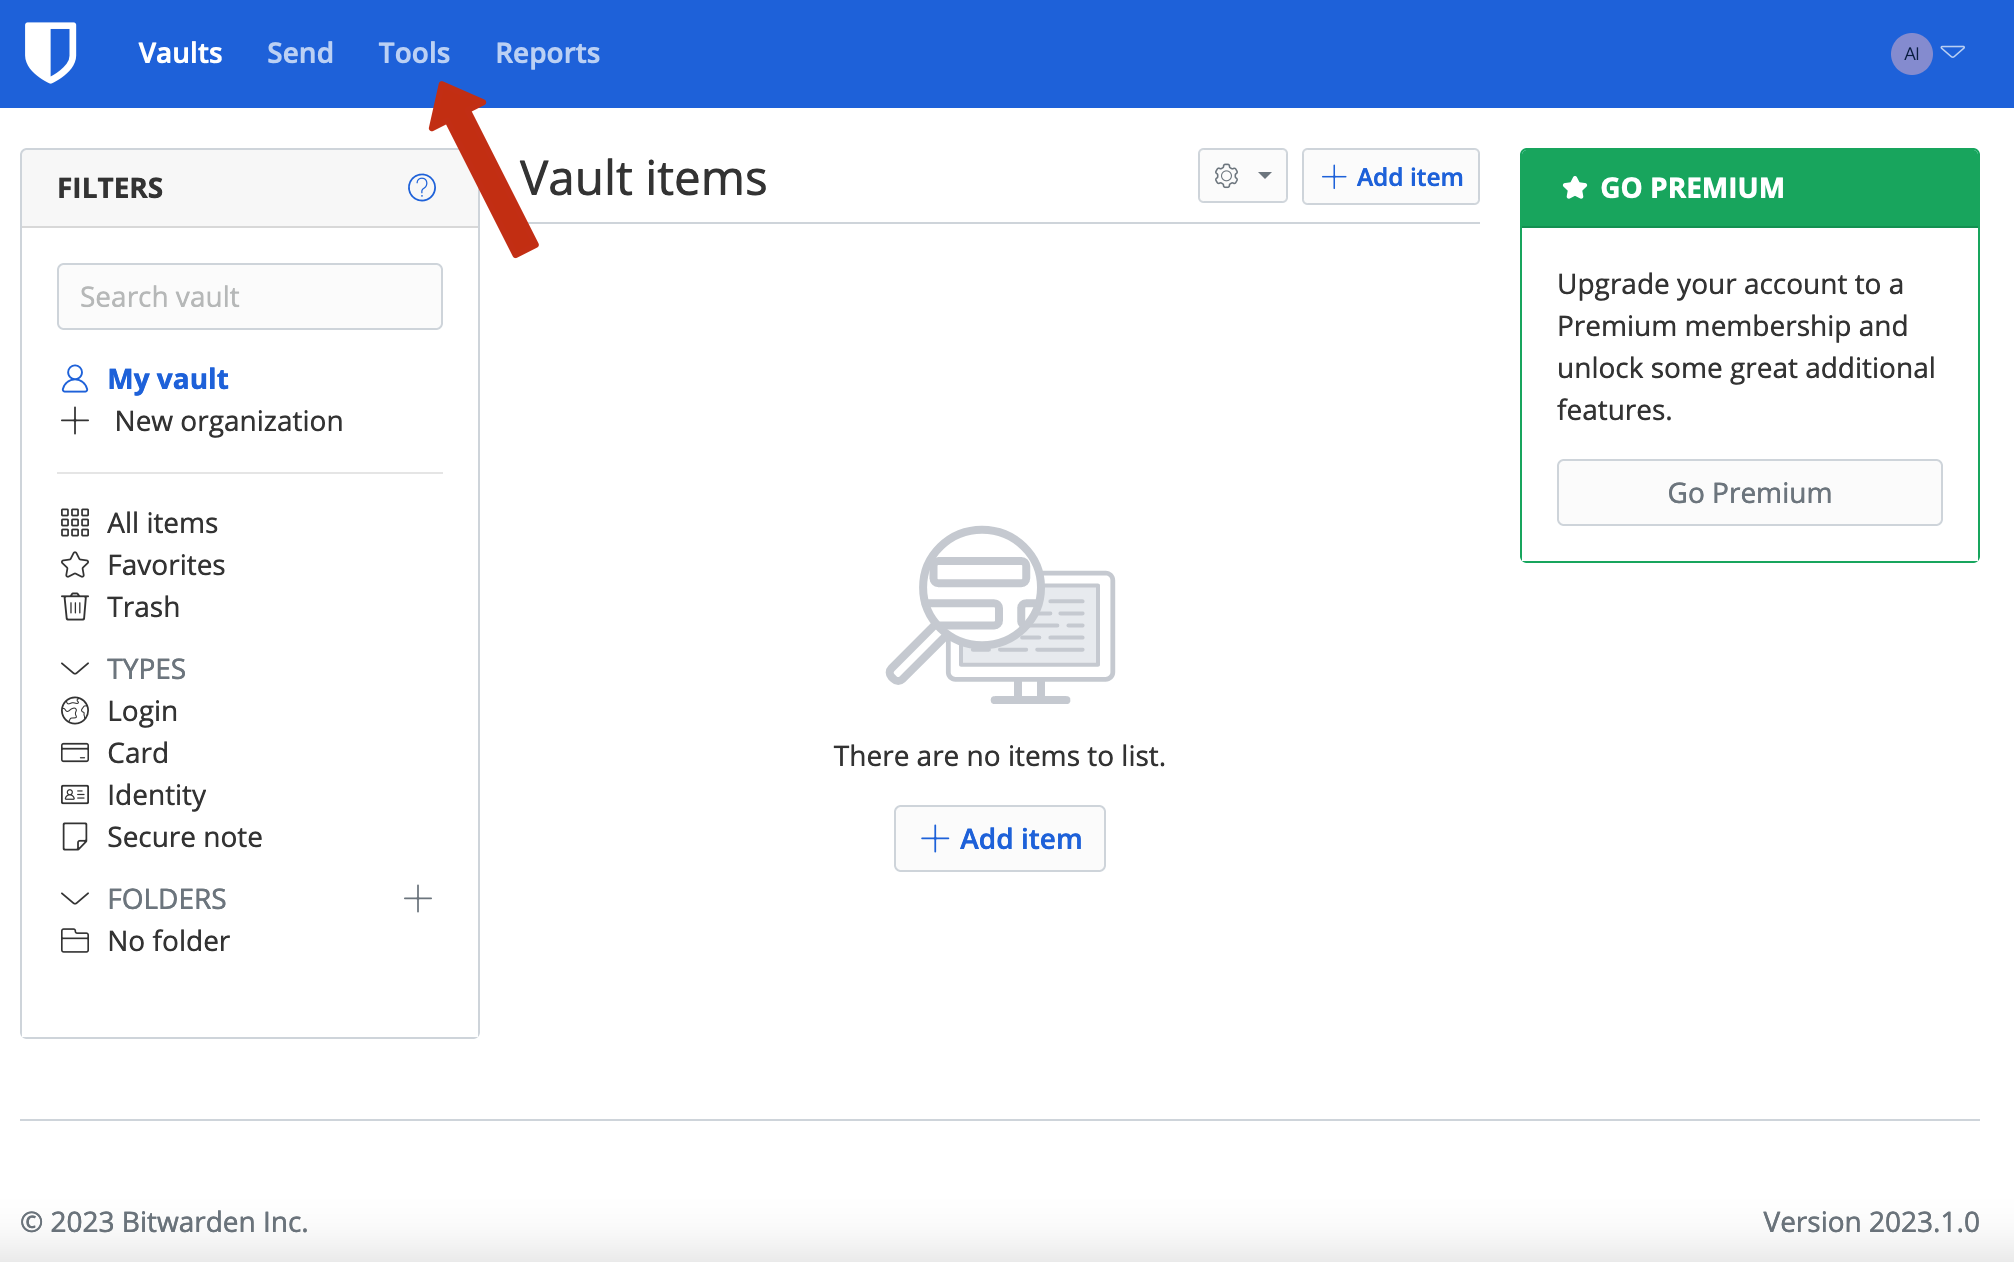 Vaults Send Tools Reports AI
FILTERS
Search vault
My vault
New organization
All items
Favorites
Trash
TYPES
Login
Card
Identity
Secure note
FOLDERS
No folder
Vault items
Add item
There are no items to list.
Add item
GO PREMIUM
Upgrade your account to a
Premium membership and
unlock some great additional
features.
Go Premium
© 2023 Bitwarden Inc.
Version 2023.1.0